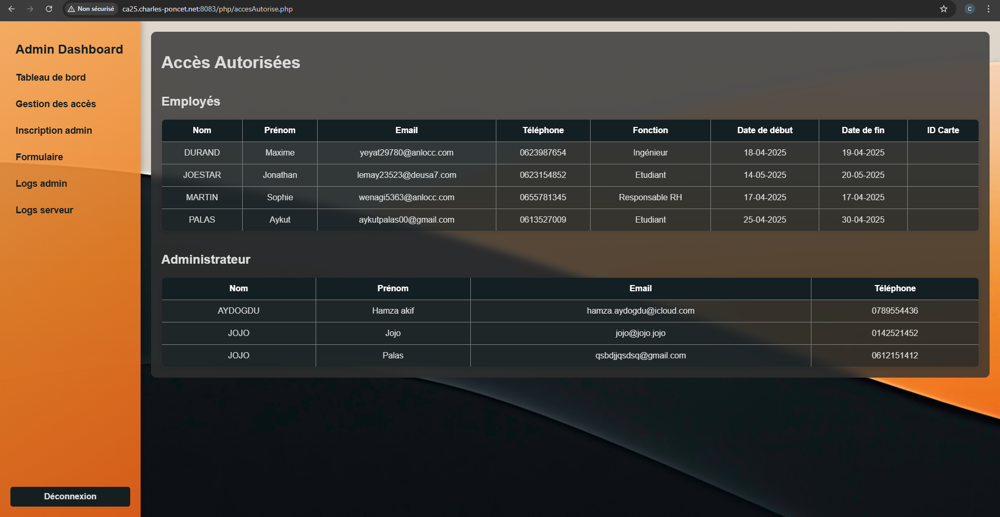 Non sécurisé ca25.charles-poncet.net:8083/php/accesAutorise.php C
Admin Dashboard
Tableau de bord
Gestion des accès
Inscription admin
Formulaire
Logs admin
Logs serveur
Déconnexion
Accès Autorisées
Employés
Nom Prénom Email Téléphone Fonction Date de début Date de fin ID Carte
DURAND Maxime yeyat29780@anlocc.com 0623987654 Ingénieur 18-04-2025 19-04-2025
JOESTAR Jonathan lemay23523@deusa7.com 0623154852 Etudiant 14-05-2025 20-05-2025
MARTIN Sophie wenagi5363@anlocc.com 0655781345 Responsable RH 17-04-2025 17-04-2025
PALAS Aykut aykutpalas00@gmail.com 0613527009 Etudiant 25-04-2025 30-04-2025
Administrateur
Nom Prénom Email Téléphone
AYDOGDU Hamza akif hamza.aydogdu@icloud.com 0789554436
JOJO Jojo jojo@jojo.jojo 0142521452
JOJO Palas qsbdjjqsdsq@gmail.com 0612151412